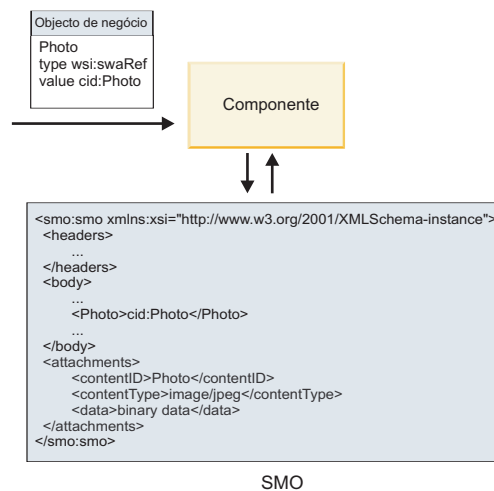 Objecto de negócio
Photo
type wsi:swaRef
value cid:Photo
Componente
<smo:smo xmlns:xsi="http://www.w3.org/2001/XMLSchema-instance">
<headers>
...
</headers>
<body>
...
<Photo>cid:Photo</Photo>
...
</body>
<attachments>
<contentID>Photo</contentID>
<contentType>image/jpeg</contentType>
<data>binary data</data>
</attachments>
</smo:smo>
SMO